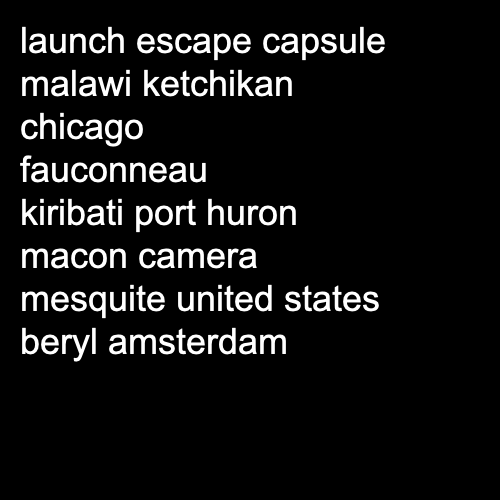 launch escape capsule
malawi ketchikan
chicago
fauconneau
kiribati port huron
macon camera
mesquite united states
beryl amsterdam